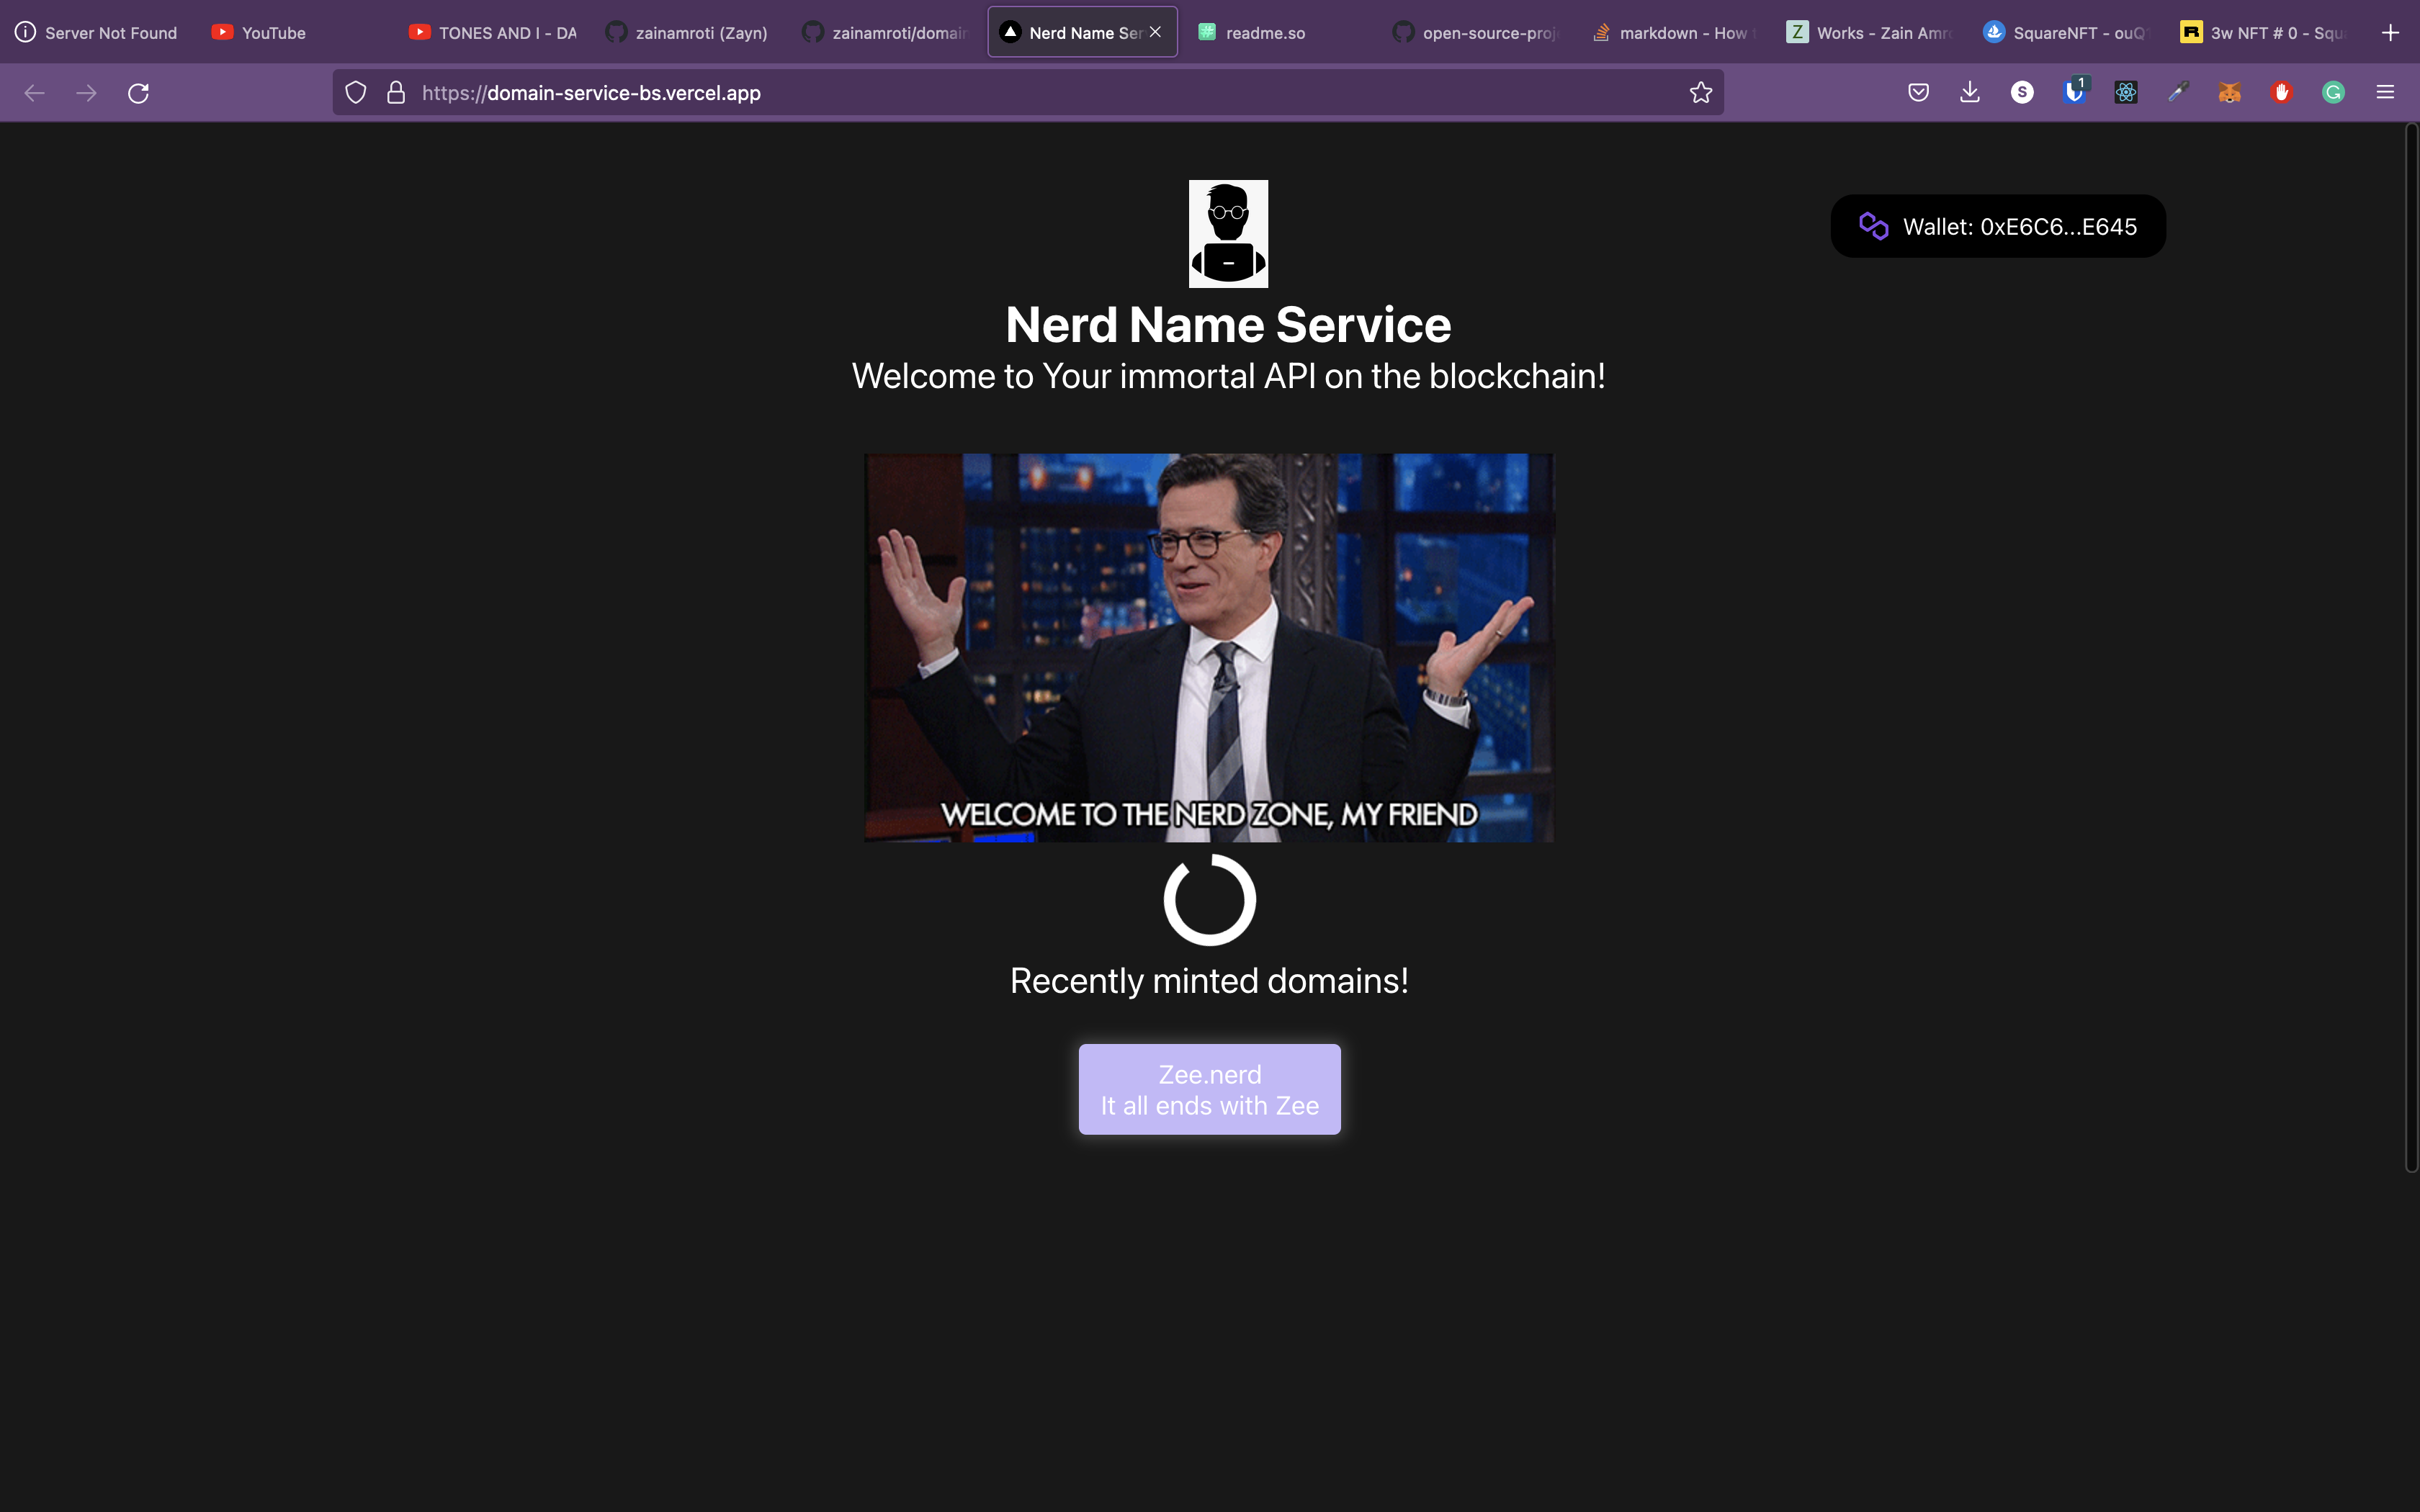 Server Not Found
YouTube
TONES AND I - DA
zainamroti (Zayn)
zainamroti/domain
Nerd Name Ser
readme.so
open-source-proj
markdown - How t
Z
Works - Zain Amr
SquareNFT - ouQ
3w NFT # 0 - Squ
https://domain-service-bs.vercel.app
S
1
G
Wallet: 0xE6C6...E645
Nerd Name Service
Welcome to Your immortal API on the blockchain!
WELCOME TO THE NERD ZONE, MY FRIEND
Recently minted domains!
Zee.nerd
It all ends with Zee